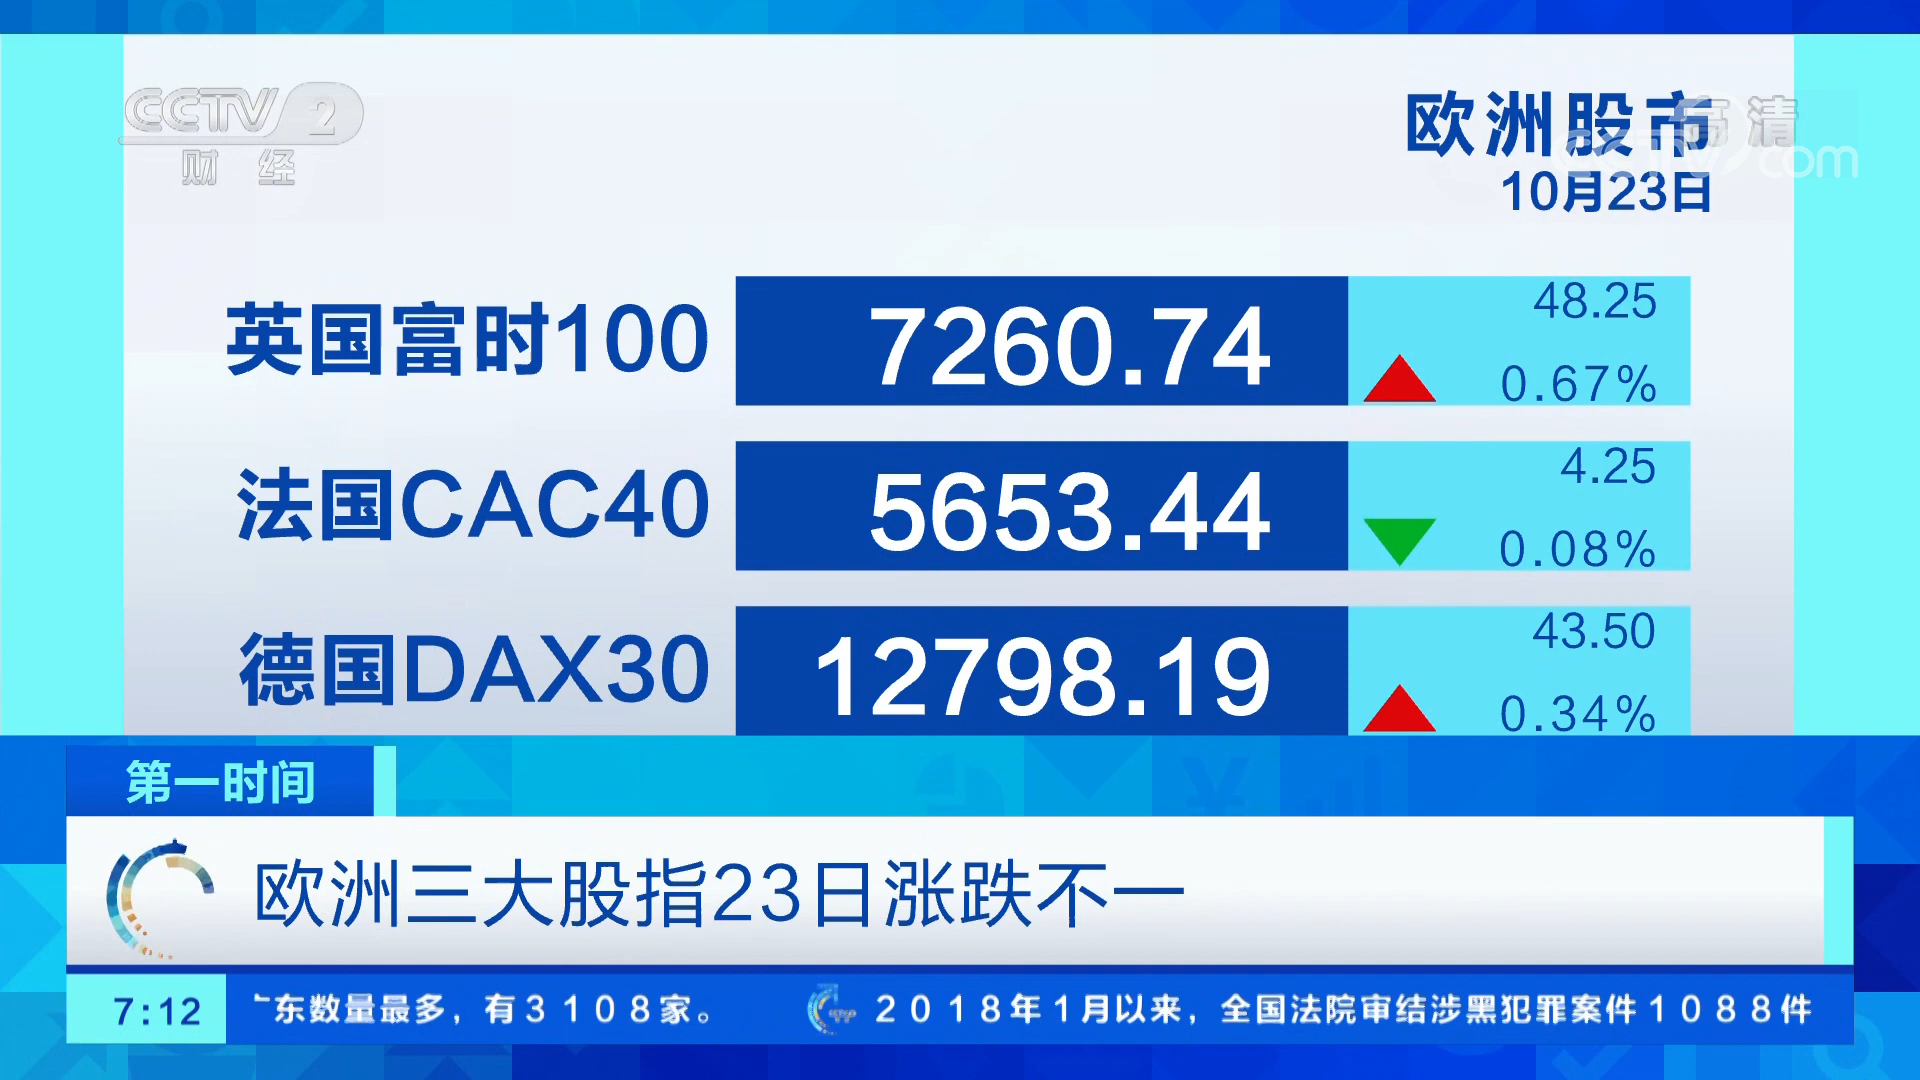 CCTV 2
财经
高清
CCTV.com
欧洲股市
10月23日
英国富时100 7260.74 48.25 0.67%
法国CAC40 5653.44 4.25 0.08%
德国DAX30 12798.19 43.50 0.34%
第一时间
欧洲三大股指23日涨跌不一
7:12 东数量最多，有3108家。 2018年1月以来，全国法院审结涉黑犯罪案件1088件